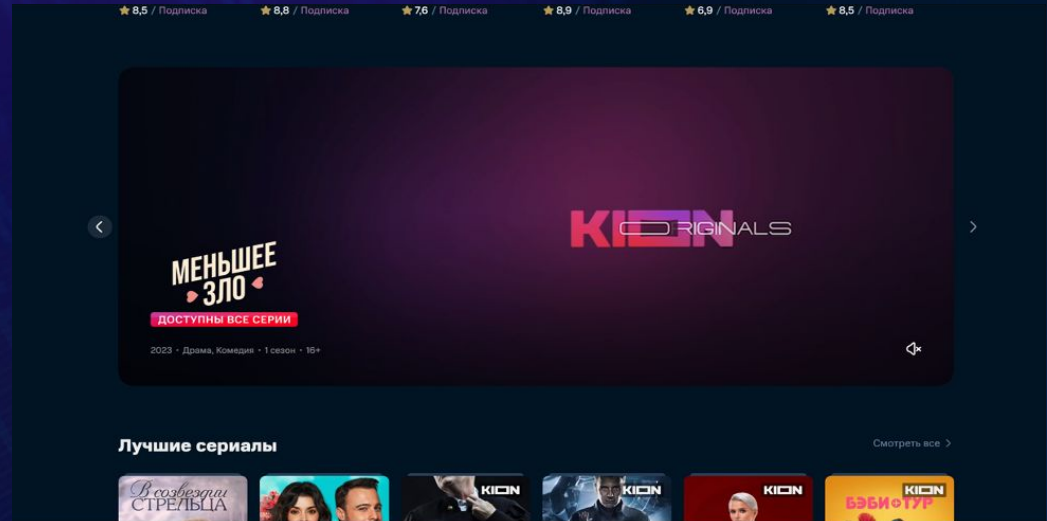 8,5 / Подписка
8,8 / Подписка
7,6 / Подписка
8,9 / Подписка
6,9 / Подписка
8,5 / Подписка
KION ORIGINALS
МЕНЬШЕЕ
ЗЛО
ДОСТУПНЫ ВСЕ СЕРИИ
2023 • Драма, Комедия • 1 сезон • 16+
Лучшие сериалы
Смотреть все
В созвездии
СТРЕЛЬЦА
KION
KION
KION
KION
БЭБИ ТУР